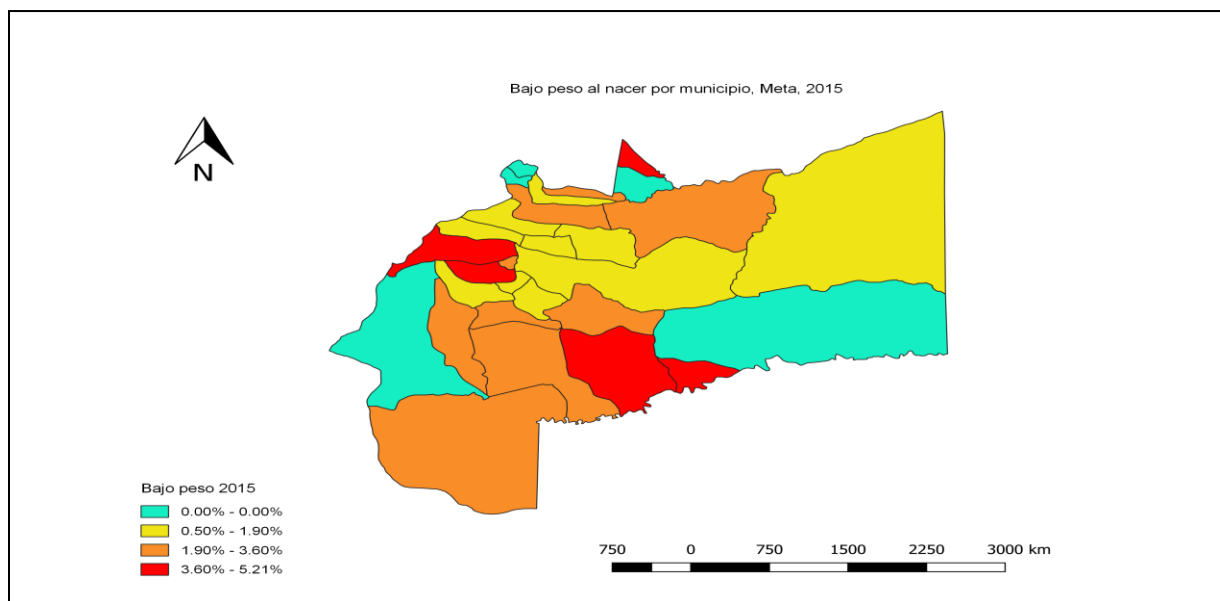 Bajo peso al nacer por municipio, Meta, 2015
N
Bajo peso 2015
0.00% - 0.00%
0.50% - 1.90%
1.90% - 3.60%
3.60% - 5.21%
750 0 750 1500 2250 3000 km